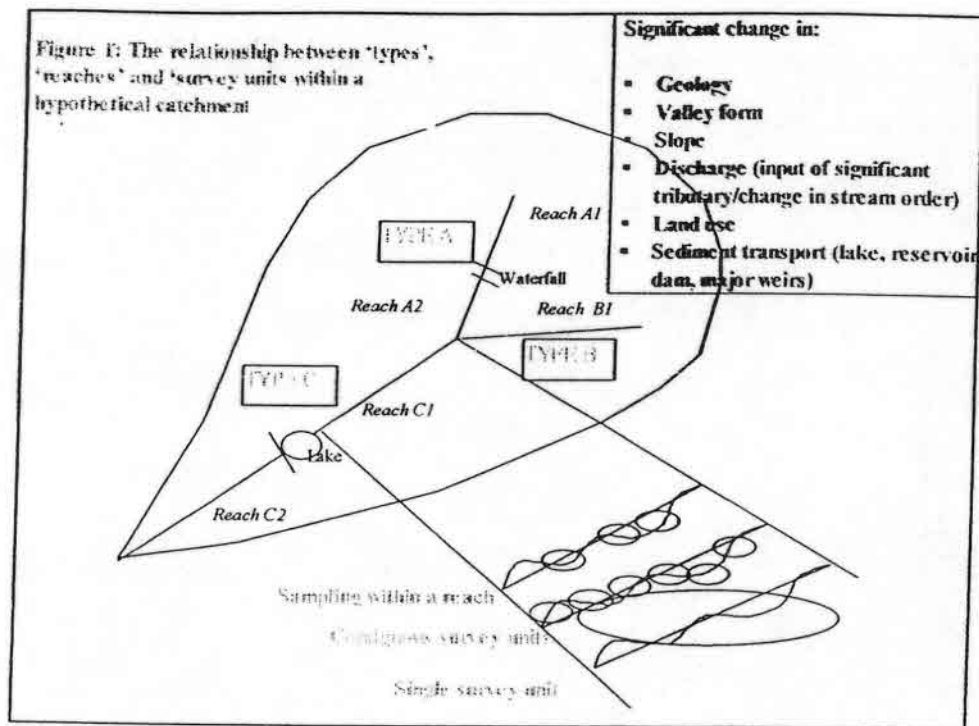 Figure 1: The relationship between 'types',
'reaches' and 'survey units within a
hypothetical catchment
Significant change in:
▪ Geology
▪ Valley form
▪ Slope
▪ Discharge (input of significant
tributary/change in stream order)
▪ Land use
▪ Sediment transport (lake, reservoir
dam, major weirs)
Reach A1
TYPE A
Waterfall
Reach A2
Reach B1
TYPE B
TYPE C
Reach C1
Lake
Reach C2
Sampling within a reach
Contiguous survey units
Single survey unit